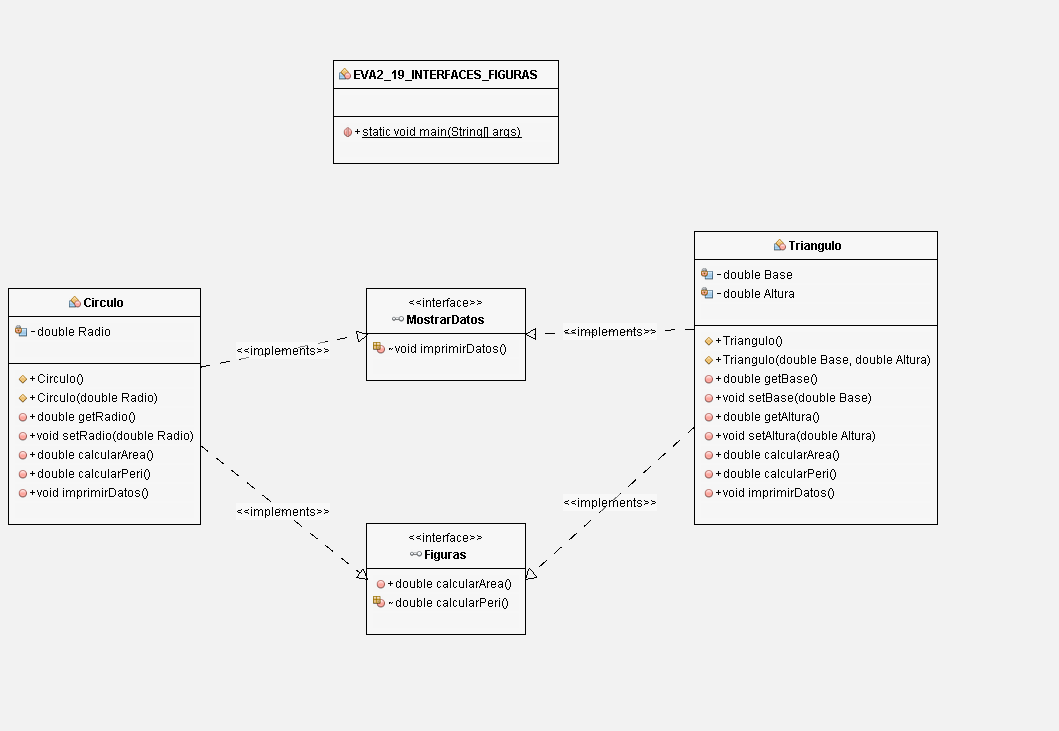 EVA2_19_INTERFACES_FIGURAS
+static void main(String[] args)
Circulo
-double Radio
+Circulo()
+Circulo(double Radio)
+double getRadio()
+void setRadio(double Radio)
+double calcularArea()
+double calcularPeri()
+void imprimirDatos()
<<implements>>
<<implements>>
<<interface>>
MostrarDatos
~void imprimirDatos()
<<interface>>
Figuras
+double calcularArea()
~double calcularPeri()
<<implements>>
<<implements>>
Triangulo
-double Base
-double Altura
+Triangulo()
+Triangulo(double Base, double Altura)
+double getBase()
+void setBase(double Base)
+double getAltura()
+void setAltura(double Altura)
+double calcularArea()
+double calcularPeri()
+void imprimirDatos()